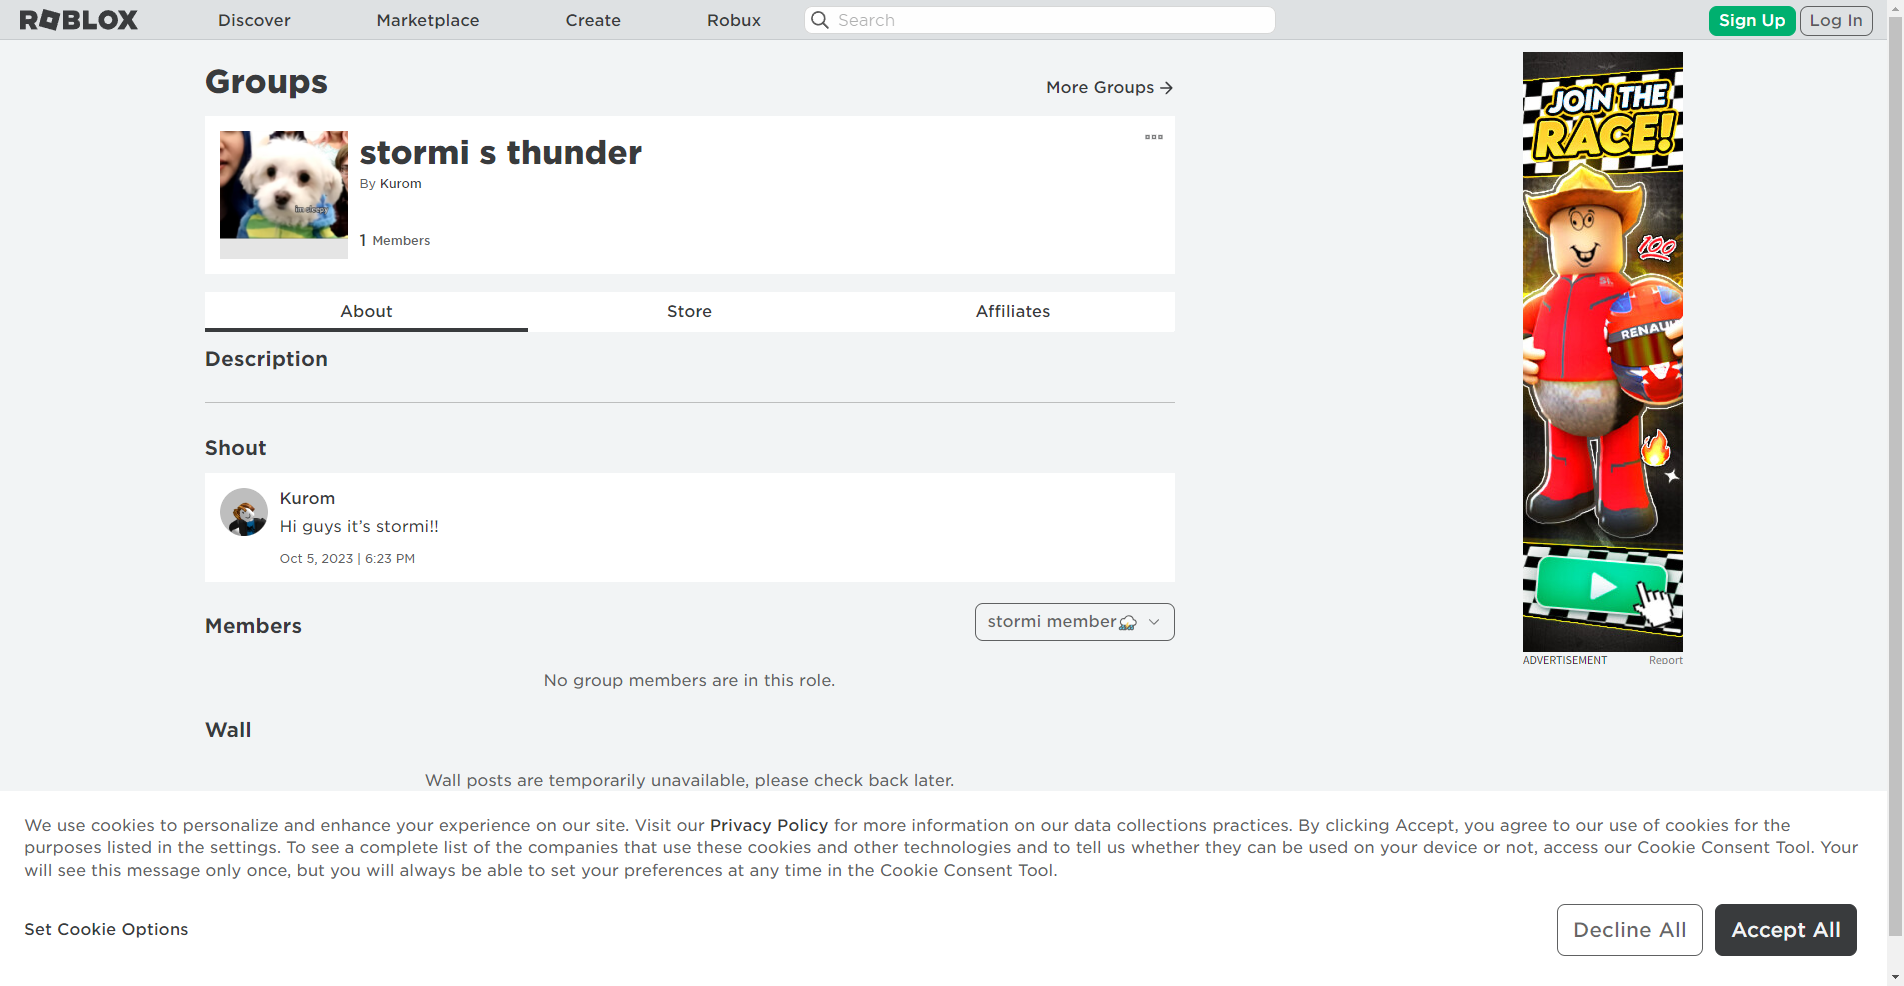 ROBLOX
Discover
Marketplace
Create
Robux
Search
Sign Up
Log In
Groups
More Groups →
im sleepy
stormi s thunder
By Kurom
1 Members
About
Store
Affiliates
Description
Shout
Kurom
Hi guys it’s stormi!!
Oct 5, 2023 | 6:23 PM
Members
stormi member
No group members are in this role.
Wall
Wall posts are temporarily unavailable, please check back later.
JOIN THE
RACE!
100
SL
RENAUL
ADVERTISEMENT
Report
We use cookies to personalize and enhance your experience on our site. Visit our Privacy Policy for more information on our data collections practices. By clicking Accept, you agree to our use of cookies for the
purposes listed in the settings. To see a complete list of the companies that use these cookies and other technologies and to tell us whether they can be used on your device or not, access our Cookie Consent Tool. Your
will see this message only once, but you will always be able to set your preferences at any time in the Cookie Consent Tool.
Set Cookie Options
Decline All
Accept All